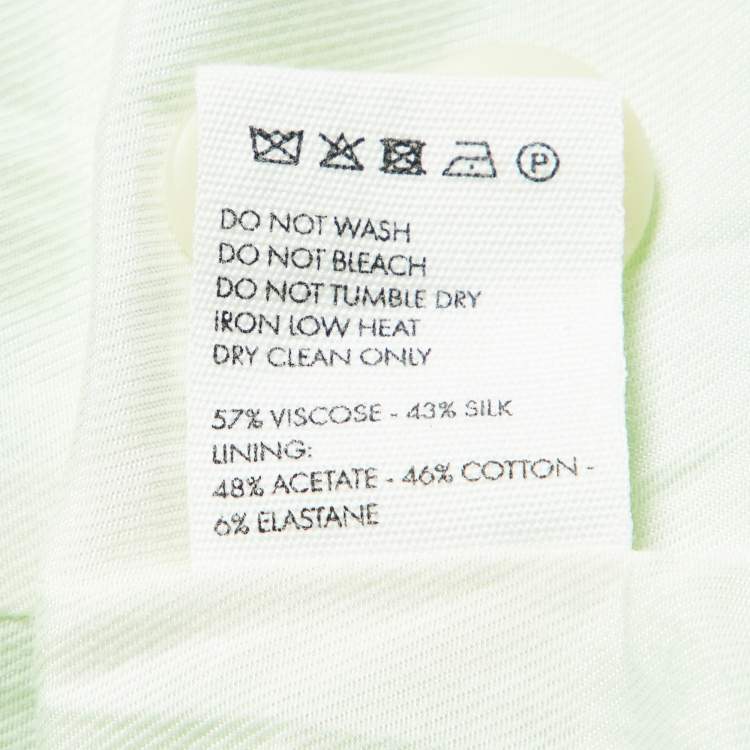 P
DO NOT WASH
DO NOT BLEACH
DO NOT TUMBLE DRY
IRON LOW HEAT
DRY CLEAN ONLY
57% VISCOSE - 43% SILK
LINING:
48% ACETATE - 46% COTTON -
6% ELASTANE